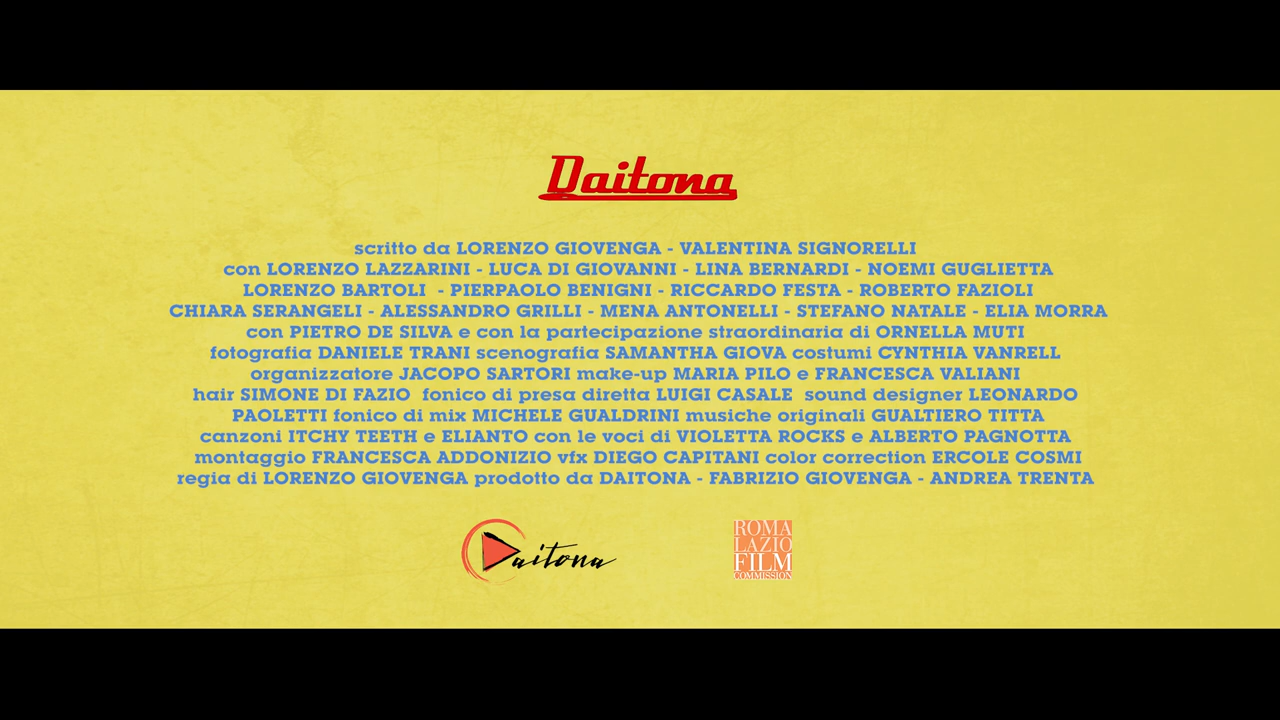 Daitona
scritto da LORENZO GIOVENGA - VALENTINA SIGNORELLI
con LORENZO LAZZARINI - LUCA DI GIOVANNI - LINA BERNARDI - NOEMI GUGLIETTA
LORENZO BARTOLI - PIERPAOLO BENIGNI - RICCARDO FESTA - ROBERTO FAZIOLI
CHIARA SERANGELI - ALESSANDRO GRILLI - MENA ANTONELLI - STEFANO NATALE - ELIA MORRA
con PIETRO DE SILVA e con la partecipazione straordinaria di ORNELLA MUTI
fotografia DANIELE TRANI scenografia SAMANTHA GIOVA costumi CYNTHIA VANRELL
organizzatore JACOPO SARTORI make-up MARIA PILO e FRANCESCA VALIANI
hair SIMONE DI FAZIO fonico di presa diretta LUIGI CASALE sound designer LEONARDO
PAOLETTI fonico di mix MICHELE GUALDRINI musiche originali GUALTIERO TITTA
canzoni ITCHY TEETH e ELIANTO con le voci di VIOLETTA ROCKS e ALBERTO PAGNOTTA
montaggio FRANCESCA ADDONIZIO vfx DIEGO CAPITANI color correction ERCOLE COSMI
regia di LORENZO GIOVENGA prodotto da DAITONA - FABRIZIO GIOVENGA - ANDREA TRENTA
Daitona
ROMA
LAZIO
FILM
COMMISSION